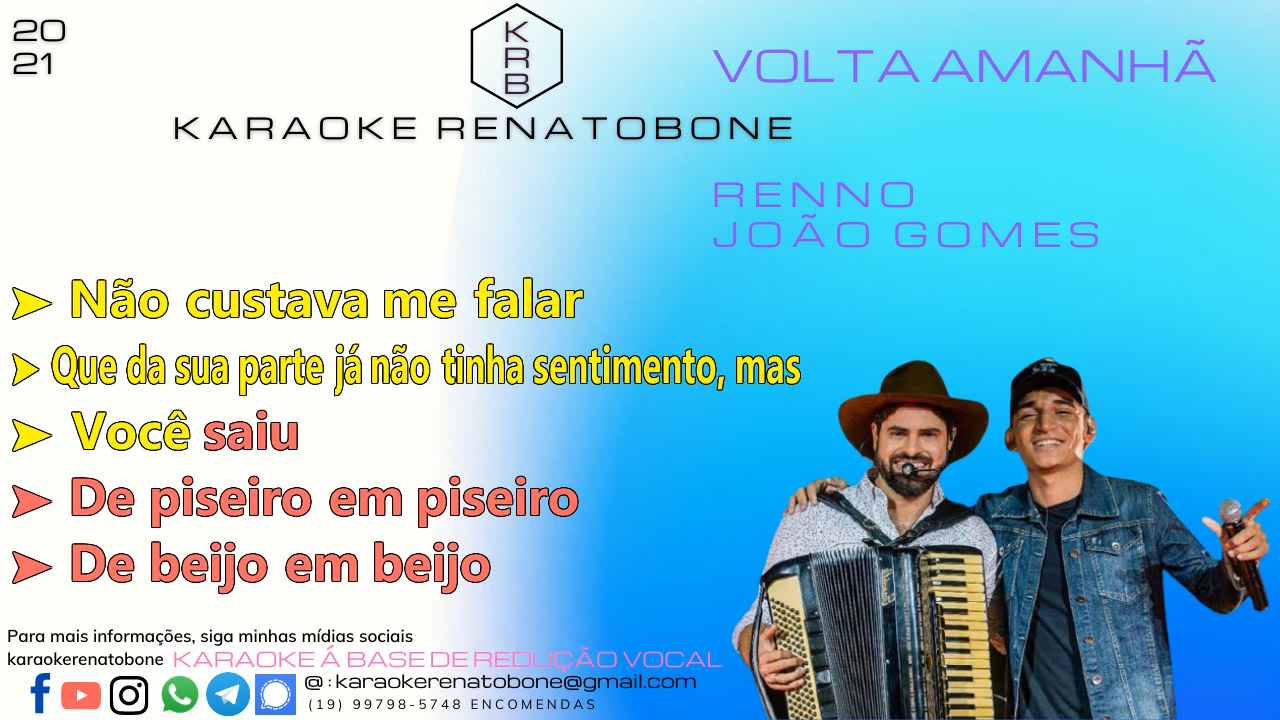 20
21
K
R
B
KARAOKE RENATOBONE
VOLTA AMANHÃ
RENNO
JOÃO GOMES
➤ Não custava me falar
➤ Que da sua parte já não tinha sentimento, mas
➤ Você saiu
➤ De piseiro em piseiro
➤ De beijo em beijo
Para mais informações, siga minhas mídias sociais
karaokerenatobone KARAOKE Á BASE DE REDUÇÃO VOCAL
@:karaokerenatobone@gmail.com
(19) 99798-5748 ENCOMENDAS